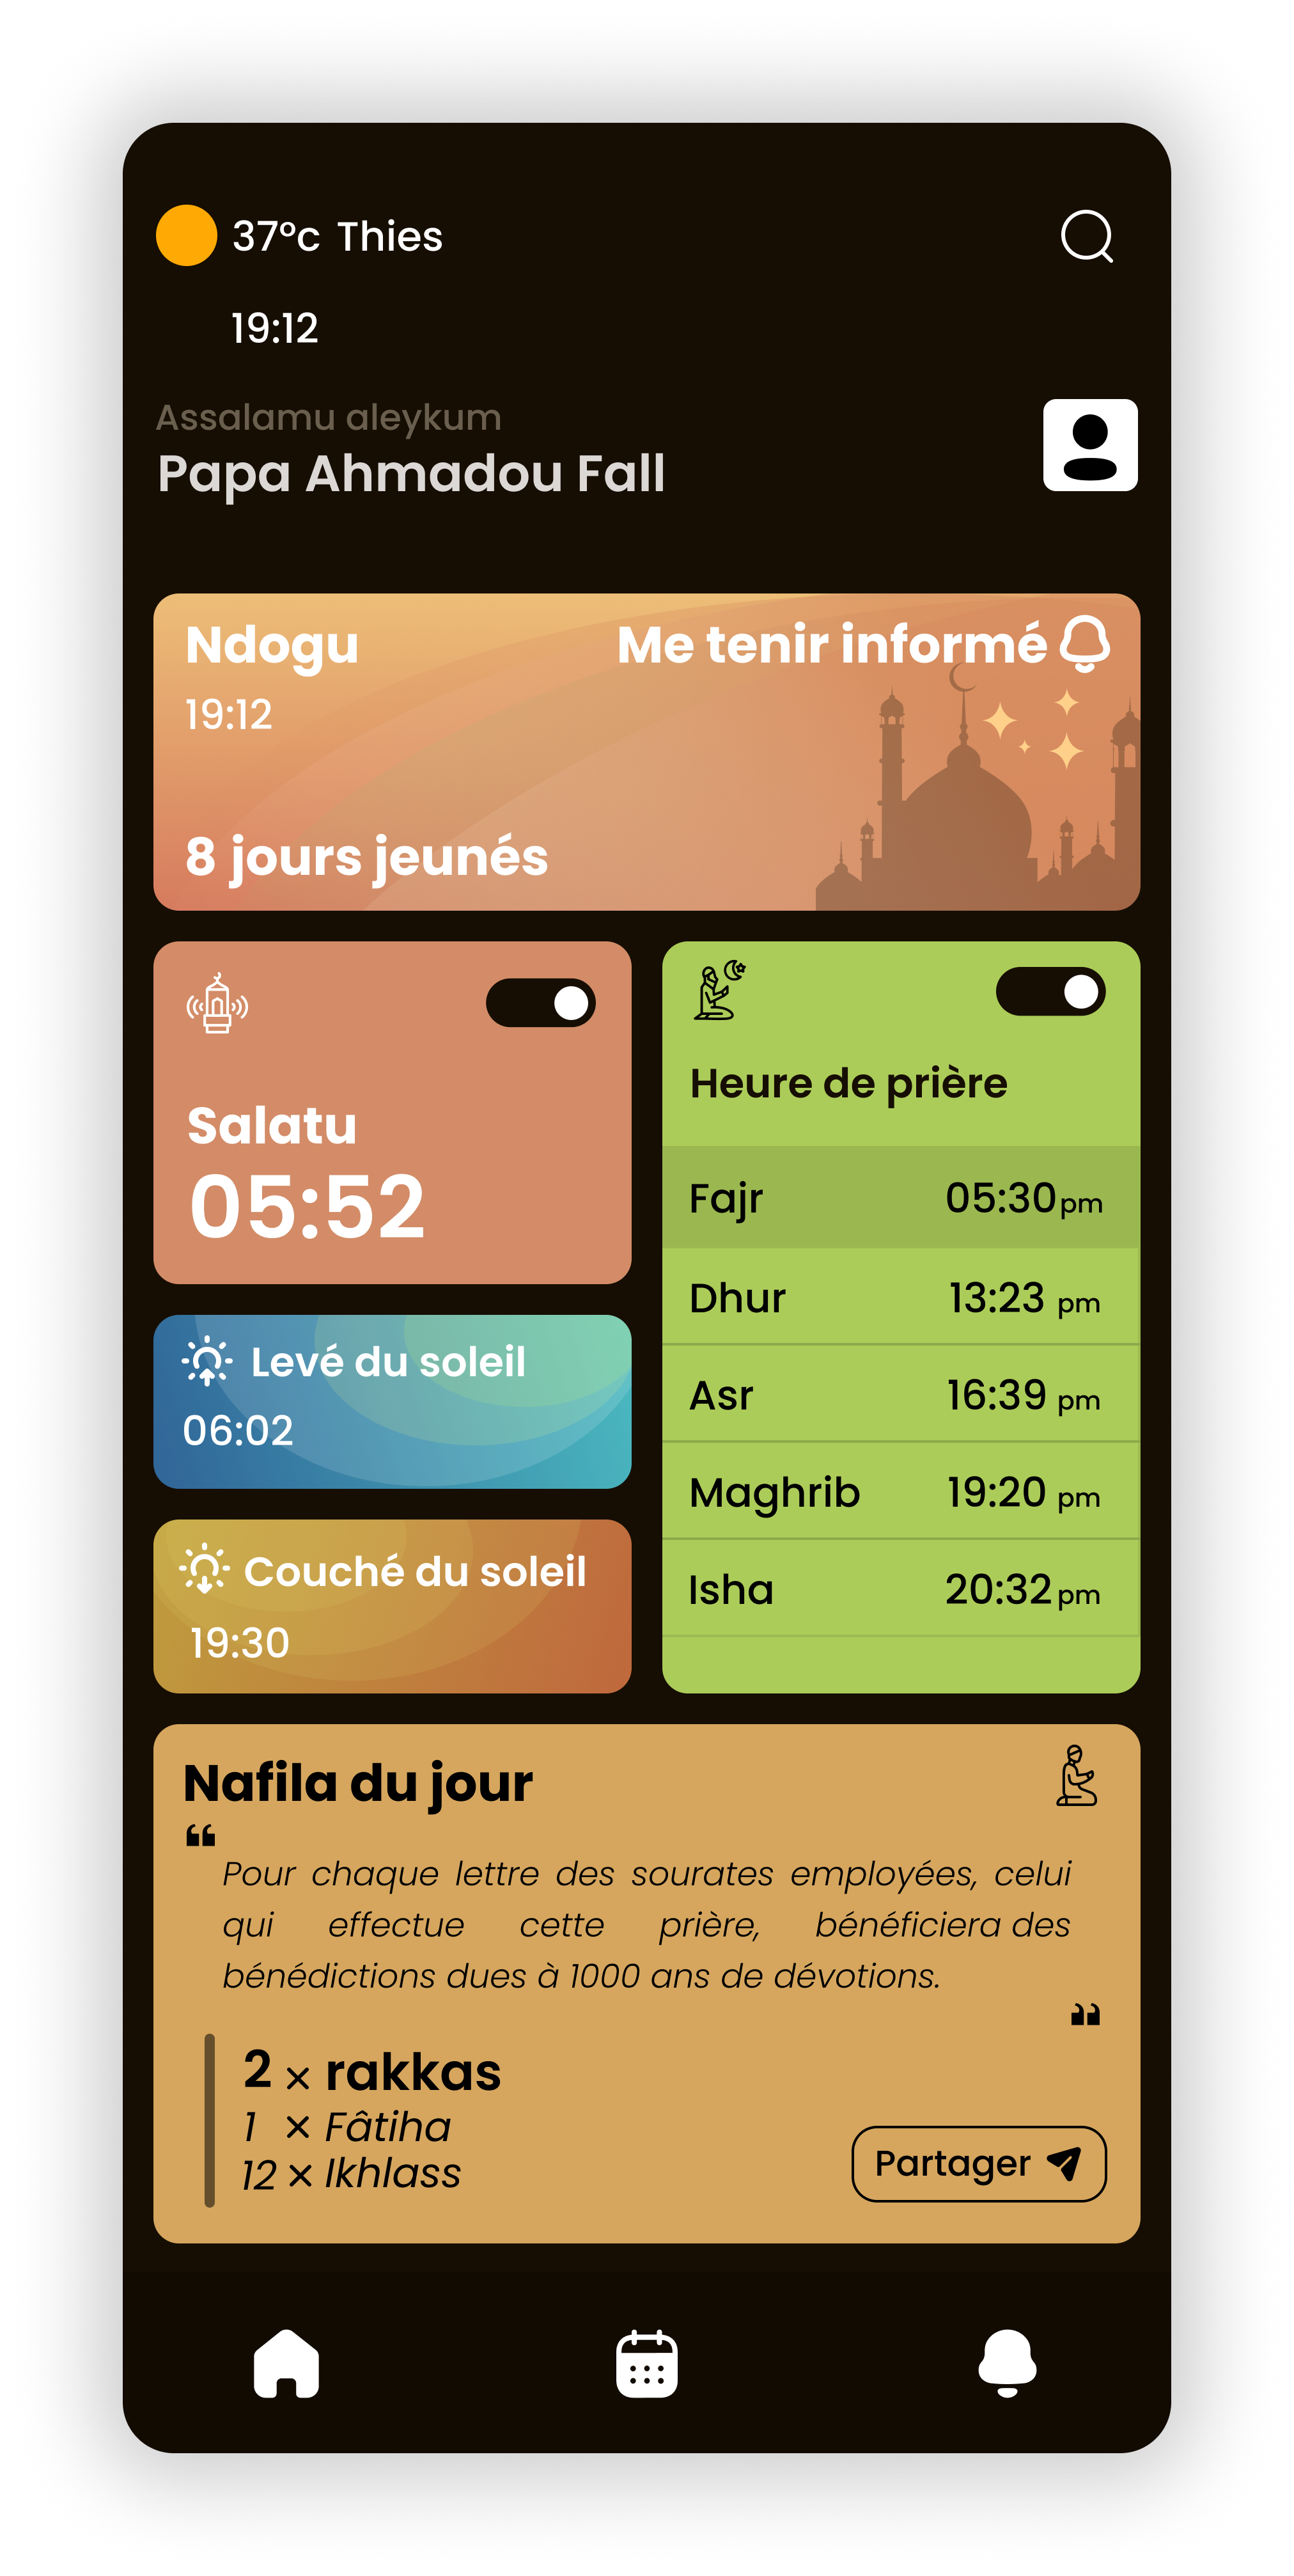 37°c Thies
19:12
Assalamu aleykum
Papa Ahmadou Fall
Ndogu
Me tenir informé
19:12
8 jours jeunés
Salatu
05:52
Levé du soleil
06:02
Couché du soleil
19:30
Heure de prière
Fajr 05:30 pm
Dhur 13:23 pm
Asr 16:39 pm
Maghrib 19:20 pm
Isha 20:32 pm
Nafila du jour
“
Pour chaque lettre des sourates employées, celui
qui effectue cette prière, bénéficiera des
bénédictions dues à 1000 ans de dévotions.
”
2 × rakkas
1 × Fâtiha
12 × Ikhlass
Partager